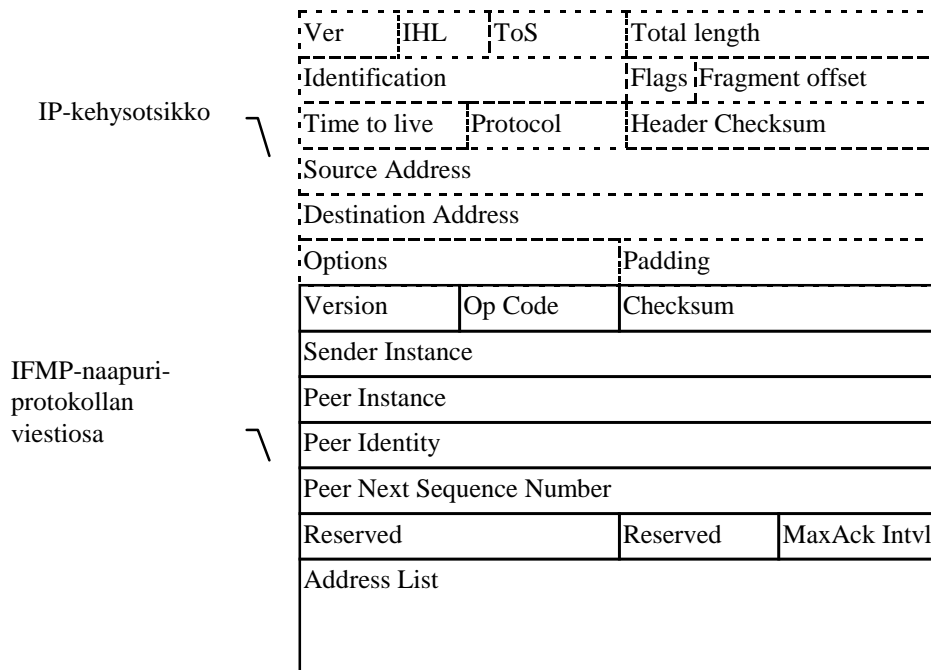 Ver IHL ToS Total length
Identification Flags Fragment offset
IP-kehysotsikko
Time to live Protocol Header Checksum
Source Address
Destination Address
Options Padding
Version Op Code Checksum
Sender Instance
IFMP-naapuri-
protokollan
viestiosa
Peer Instance
Peer Identity
Peer Next Sequence Number
Reserved Reserved MaxAck Intvl
Address List